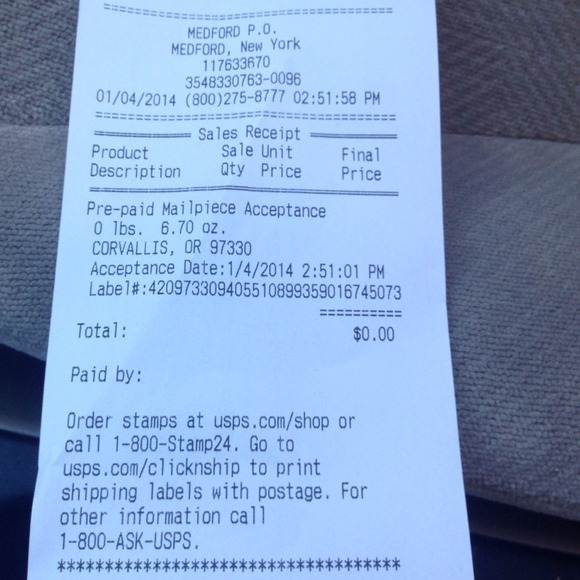 ==================================
MEDFORD P.O.
MEDFORD, New York
117633670
3548330763-0096
01/04/2014 (800)275-8777 02:51:58 PM
==================================
Sales Receipt
Product Sale Unit Final
Description Qty Price Price
Pre-paid Mailpiece Acceptance
0 lbs. 6.70 oz.
CORVALLIS, OR 97330
Acceptance Date:1/4/2014 2:51:01 PM
Label#:420973309405510899359016745073
==========
Total: $0.00
Paid by:
Order stamps at usps.com/shop or
call 1-800-Stamp24. Go to
usps.com/clicknship to print
shipping labels with postage. For
other information call
1-800-ASK-USPS.
************************************